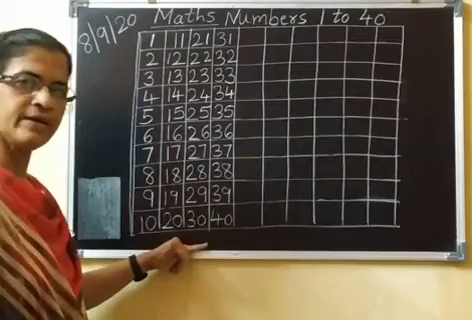 8/9/20
Maths Numbers 1 to 40
1 11 21 31
2 12 22 32
3 13 23 33
4 14 24 34
5 15 25 35
6 16 26 36
7 17 27 37
8 18 28 38
9 19 29 39
10 20 30 40